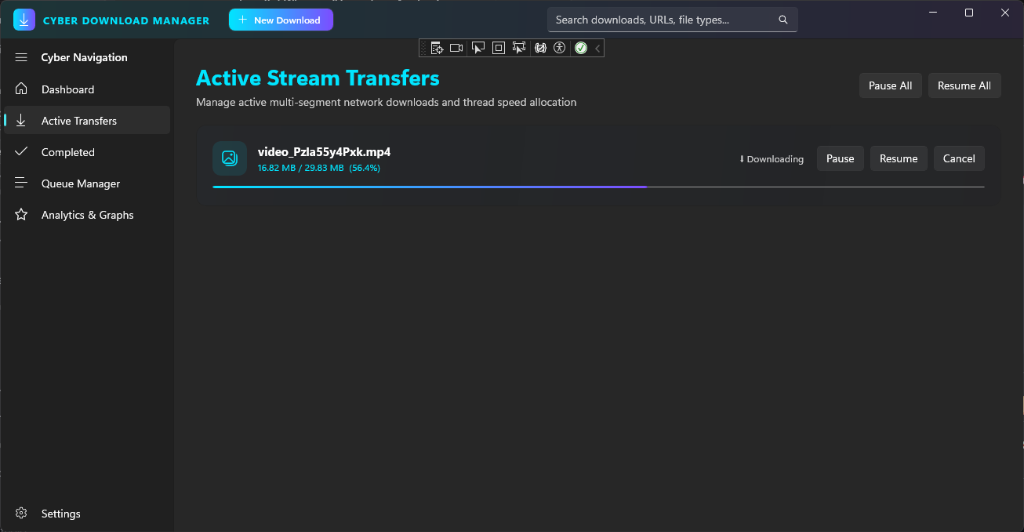 CYBER DOWNLOAD MANAGER
New Download
Search downloads, URLs, file types...
Cyber Navigation
Dashboard
Active Transfers
Completed
Queue Manager
Analytics & Graphs
Settings
Active Stream Transfers
Manage active multi-segment network downloads and thread speed allocation
Pause All
Resume All
video_Pzla55y4Pxk.mp4
16.82 MB / 29.83 MB (56.4%)
⬇ Downloading
Pause
Resume
Cancel